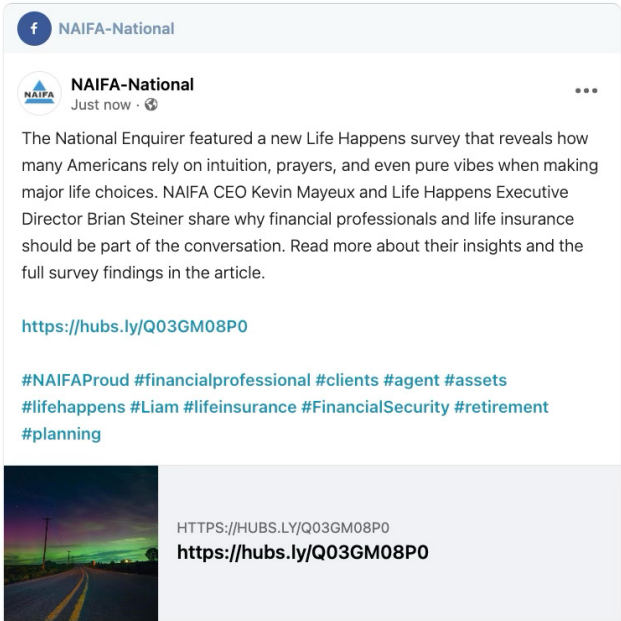 f NAIFA-National
NAIFA
NAIFA-National
Just now ·
The National Enquirer featured a new Life Happens survey that reveals how
many Americans rely on intuition, prayers, and even pure vibes when making
major life choices. NAIFA CEO Kevin Mayeux and Life Happens Executive
Director Brian Steiner share why financial professionals and life insurance
should be part of the conversation. Read more about their insights and the
full survey findings in the article.
https://hubs.ly/Q03GM08P0
#NAIFAProud #financialprofessional #clients #agent #assets
#lifehappens #Liam #lifeinsurance #FinancialSecurity #retirement
#planning
HTTPS://HUBS.LY/Q03GM08P0
https://hubs.ly/Q03GM08P0